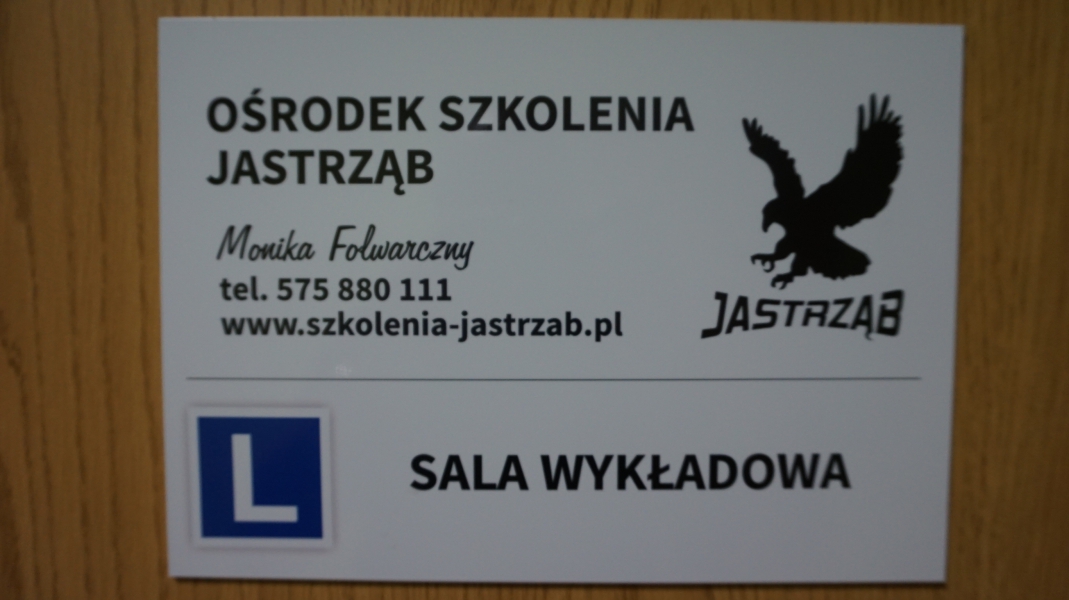 OŚRODEK SZKOLENIA
JASTRZĄB
Monika Folwarczny
tel. 575 880 111
www.szkolenia-jastrzab.pl
JASTRZĄB
L
SALA WYKŁADOWA